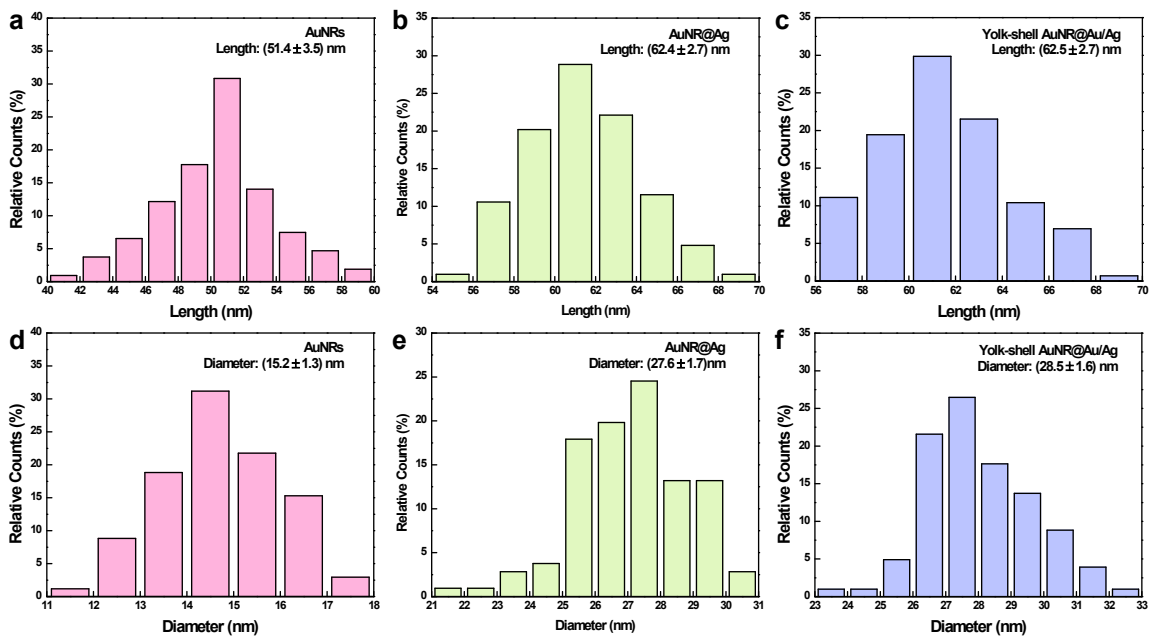 a
AuNRs
Length: (51.4±3.5) nm
Relative Counts (%)
0
5
10
15
20
25
30
35
40
40 42 44 46 48 50 52 54 56 58 60
Length (nm)
b
AuNR@Ag
Length: (62.4±2.7) nm
Relative Counts (%)
0
5
10
15
20
25
30
35
54 56 58 60 62 64 66 68 70
Length (nm)
c
Yolk-shell AuNR@Au/Ag
Length: (62.5±2.7) nm
Relative Counts (%)
0
5
10
15
20
25
30
35
56 58 60 62 64 66 68 70
Length (nm)
d
AuNRs
Diameter: (15.2±1.3) nm
Relative Counts (%)
0
5
10
15
20
25
30
35
40
11 12 13 14 15 16 17 18
Diameter (nm)
e
AuNR@Ag
Diameter: (27.6±1.7)nm
Relative Counts (%)
0
5
10
15
20
25
30
21 22 23 24 25 26 27 28 29 30 31
Diameter (nm)
f
Yolk-shell AuNR@Au/Ag
Diameter: (28.5±1.6) nm
Relative Counts (%)
0
5
10
15
20
25
30
35
23 24 25 26 27 28 29 30 31 32 33
Diameter (nm)